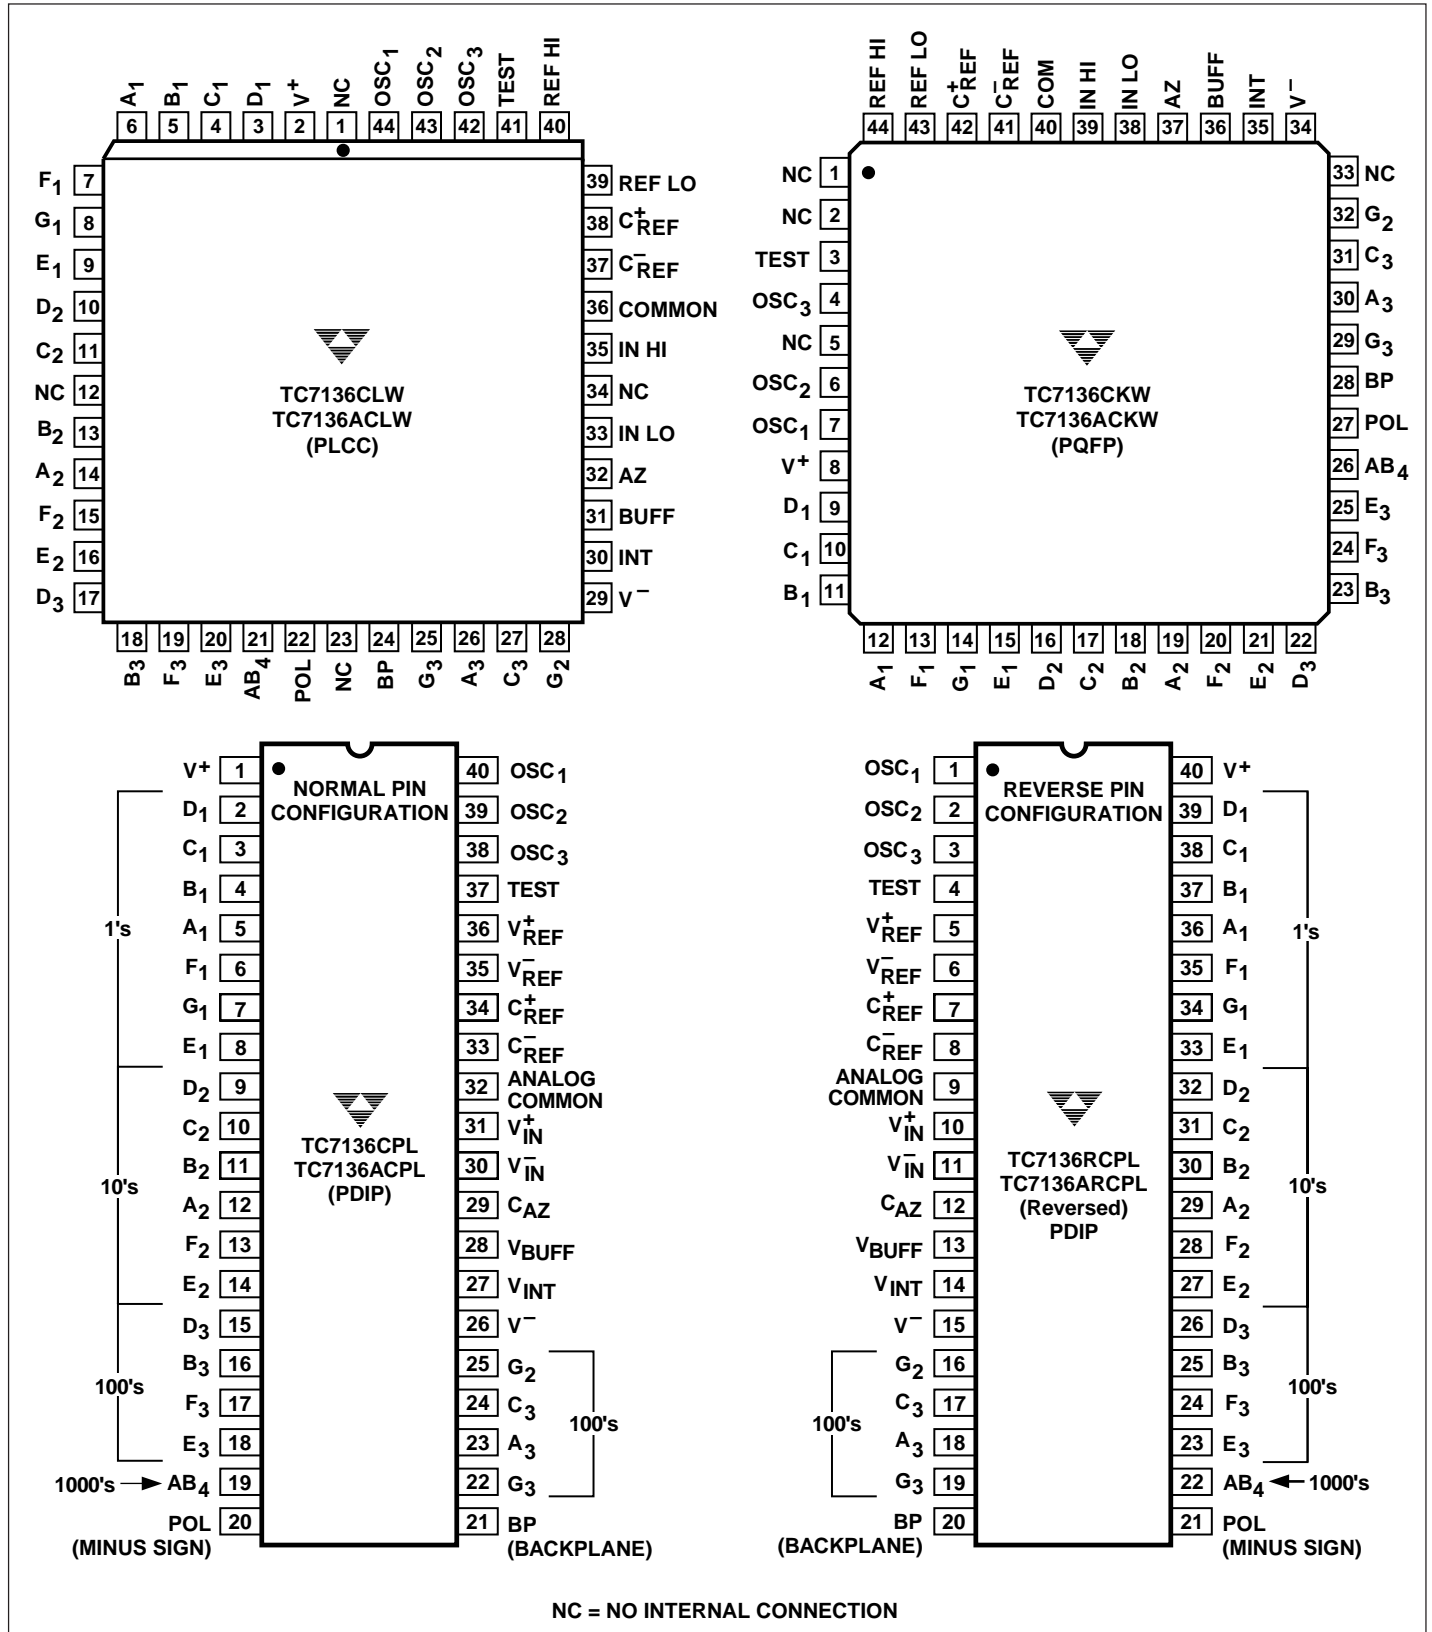 A1 B1 C1 D1 V+ NC OSC1 OSC2 OSC3 TEST REF HI
6 5 4 3 2 1 44 43 42 41 40
F1 7
G1 8
E1 9
D2 10
C2 11
NC 12
B2 13
A2 14
F2 15
E2 16
D3 17
TC7136CLW
TC7136ACLW
(PLCC)
39 REF LO
38 C+REF
37 C–REF
36 COMMON
35 IN HI
34 NC
33 IN LO
32 AZ
31 BUFF
30 INT
29 V–
18 19 20 21 22 23 24 25 26 27 28
B3 F3 E3 AB4 POL NC BP G3 A3 C3 G2
REF HI REF LO C+REF C–REF COM IN HI IN LO AZ BUFF INT V–
44 43 42 41 40 39 38 37 36 35 34
NC 1
NC 2
TEST 3
OSC3 4
NC 5
OSC2 6
OSC1 7
V+ 8
D1 9
C1 10
B1 11
TC7136CKW
TC7136ACKW
(PQFP)
33 NC
32 G2
31 C3
30 A3
29 G3
28 BP
27 POL
26 AB4
25 E3
24 F3
23 B3
12 13 14 15 16 17 18 19 20 21 22
A1 F1 G1 E1 D2 C2 B2 A2 F2 E2 D3
V+ 1
D1 2
C1 3
B1 4
1's
A1 5
F1 6
G1 7
E1 8
D2 9
C2 10
B2 11
10's
A2 12
F2 13
E2 14
D3 15
B3 16
100's
F3 17
E3 18
1000's AB4 19
POL 20
(MINUS SIGN)
NORMAL PIN
CONFIGURATION
TC7136CPL
TC7136ACPL
(PDIP)
40 OSC1
39 OSC2
38 OSC3
37 TEST
36 V+REF
35 V–REF
34 C+REF
33 C–REF
32 ANALOG
COMMON
31 V+IN
30 V–IN
29 CAZ
28 VBUFF
27 VINT
26 V–
25 G2
24 C3
100's
23 A3
22 G3
21 BP
(BACKPLANE)
OSC1 1
OSC2 2
OSC3 3
TEST 4
V+REF 5
V–REF 6
C+REF 7
C–REF 8
ANALOG
COMMON 9
V+IN 10
V–IN 11
CAZ 12
VBUFF 13
VINT 14
V– 15
G2 16
C3 17
100's
A3 18
G3 19
BP 20
(BACKPLANE)
REVERSE PIN
CONFIGURATION
TC7136RCPL
TC7136ARCPL
(Reversed)
PDIP
40 V+
39 D1
38 C1
37 B1
36 A1
1's
35 F1
34 G1
33 E1
32 D2
31 C2
30 B2
10's
29 A2
28 F2
27 E2
26 D3
25 B3
100's
24 F3
23 E3
22 AB4 1000's
21 POL
(MINUS SIGN)
NC = NO INTERNAL CONNECTION